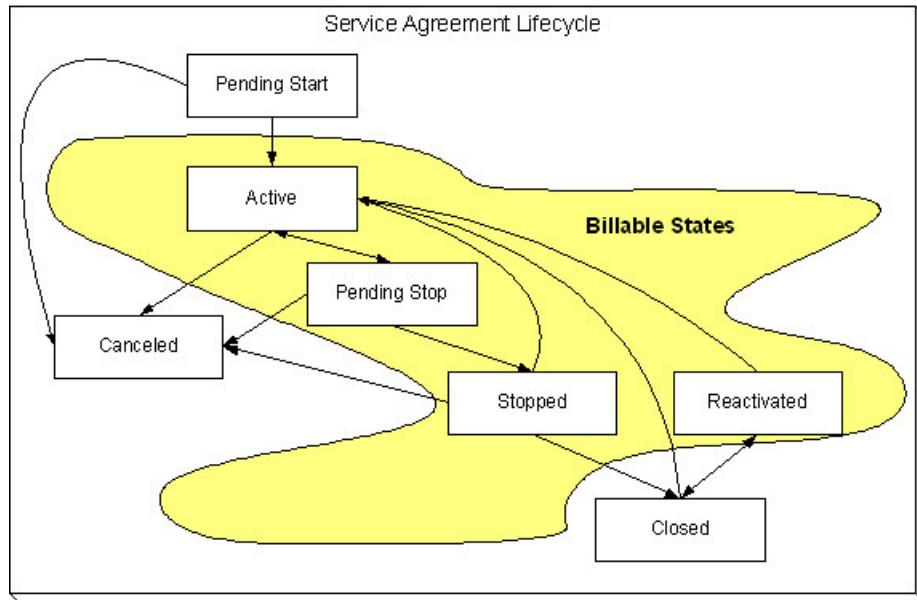 Service Agreement Lifecycle
Pending Start
Active
Billable States
Pending Stop
Canceled
Stopped
Reactivated
Closed